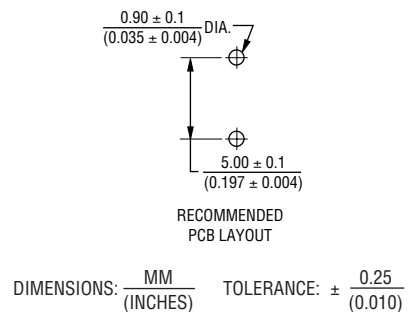 0.90 ± 0.1
(0.035 ± 0.004) DIA.
5.00 ± 0.1
(0.197 ± 0.004)
RECOMMENDED
PCB LAYOUT
DIMENSIONS: MM
(INCHES)
TOLERANCE: ± 0.25
(0.010)